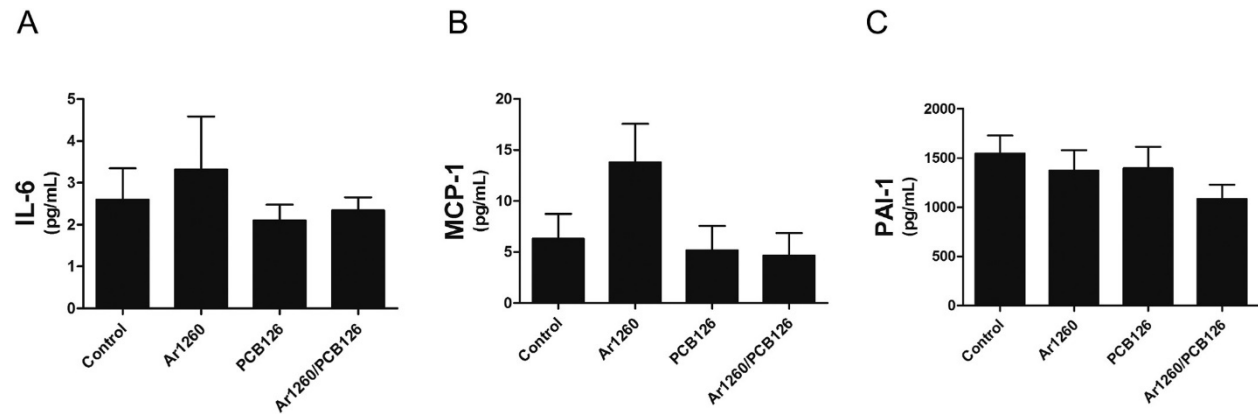 A
IL-6
(pg/mL)
5
4
3
2
1
0
Control
Ar1260
PCB126
Ar1260/PCB126
B
MCP-1
(pg/mL)
20
15
10
5
0
Control
Ar1260
PCB126
Ar1260/PCB126
C
PAI-1
(pg/mL)
2000
1500
1000
500
0
Control
Ar1260
PCB126
Ar1260/PCB126